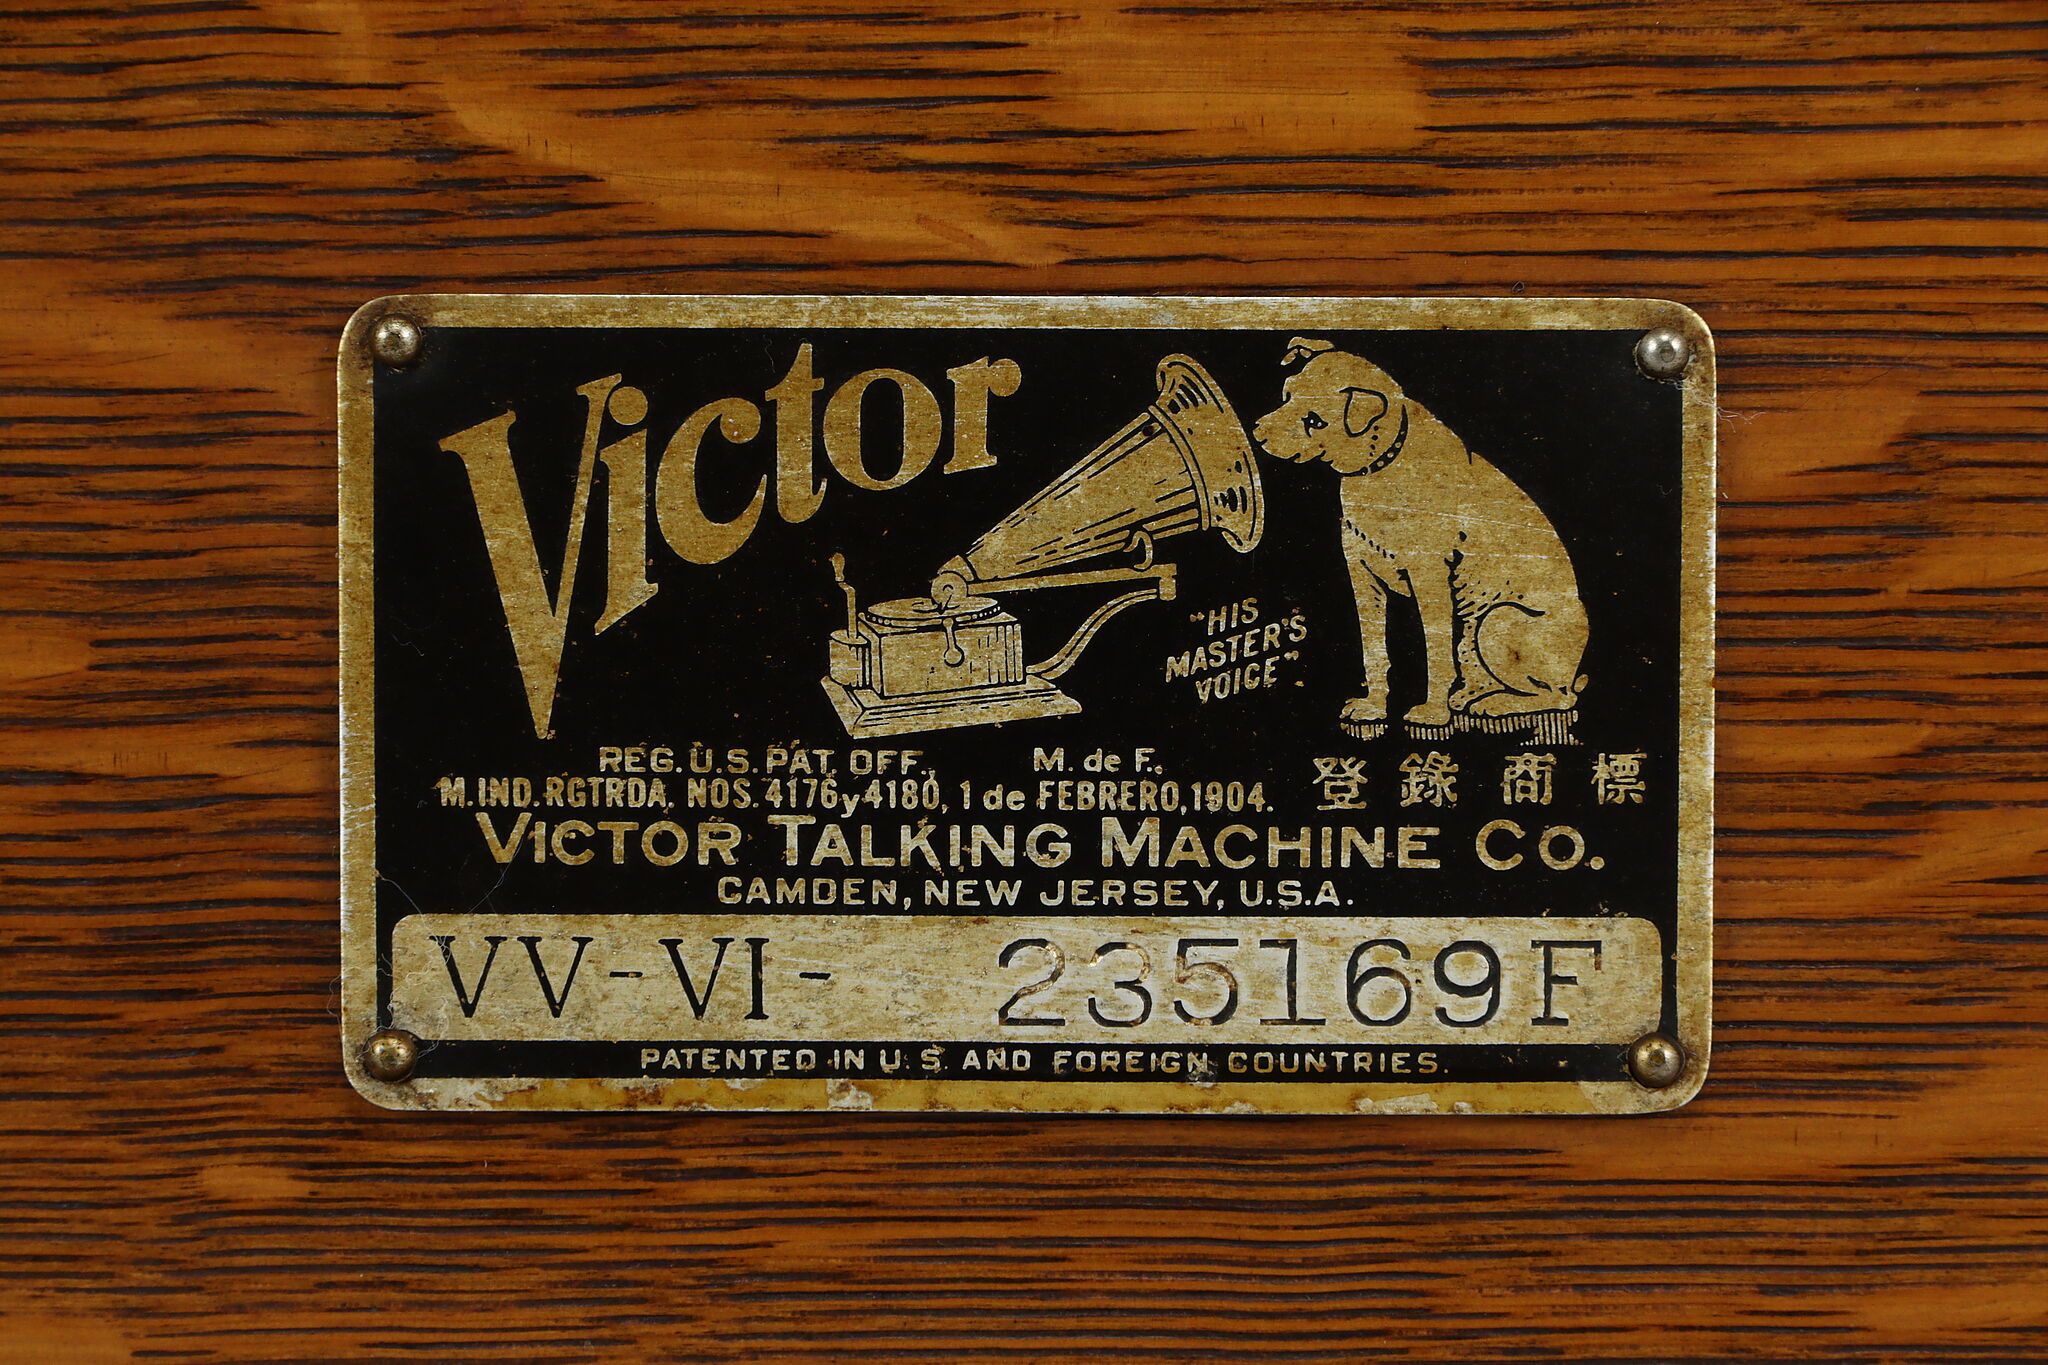 Victor
"HIS
MASTER'S
VOICE"
REG. U.S. PAT. OFF., M. de F.
M. IND. RGTRDA. NOS. 4176 y 4180, 1 de FEBRERO, 1904.
登錄商標
VICTOR TALKING MACHINE CO.
CAMDEN, NEW JERSEY, U.S.A.
VV-VI- 235169F
PATENTED IN U.S. AND FOREIGN COUNTRIES.